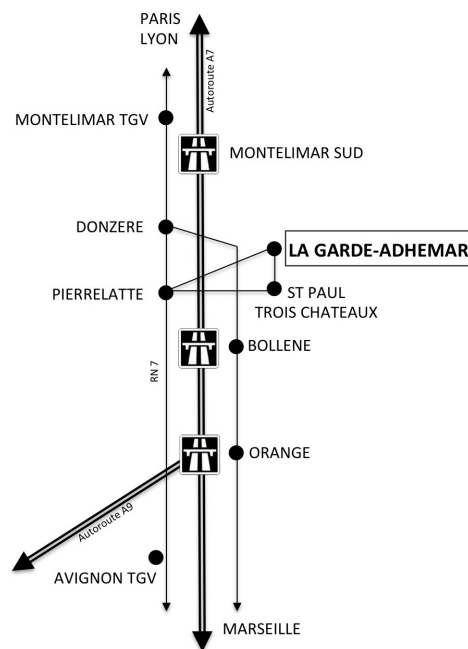 PARIS
LYON
Autoroute A7
MONTELIMAR TGV
MONTELIMAR SUD
DONZERE
LA GARDE-ADHEMAR
PIERRELATTE
ST PAUL
TROIS CHATEAUX
BOLLENE
RN 7
ORANGE
Autoroute A9
AVIGNON TGV
MARSEILLE